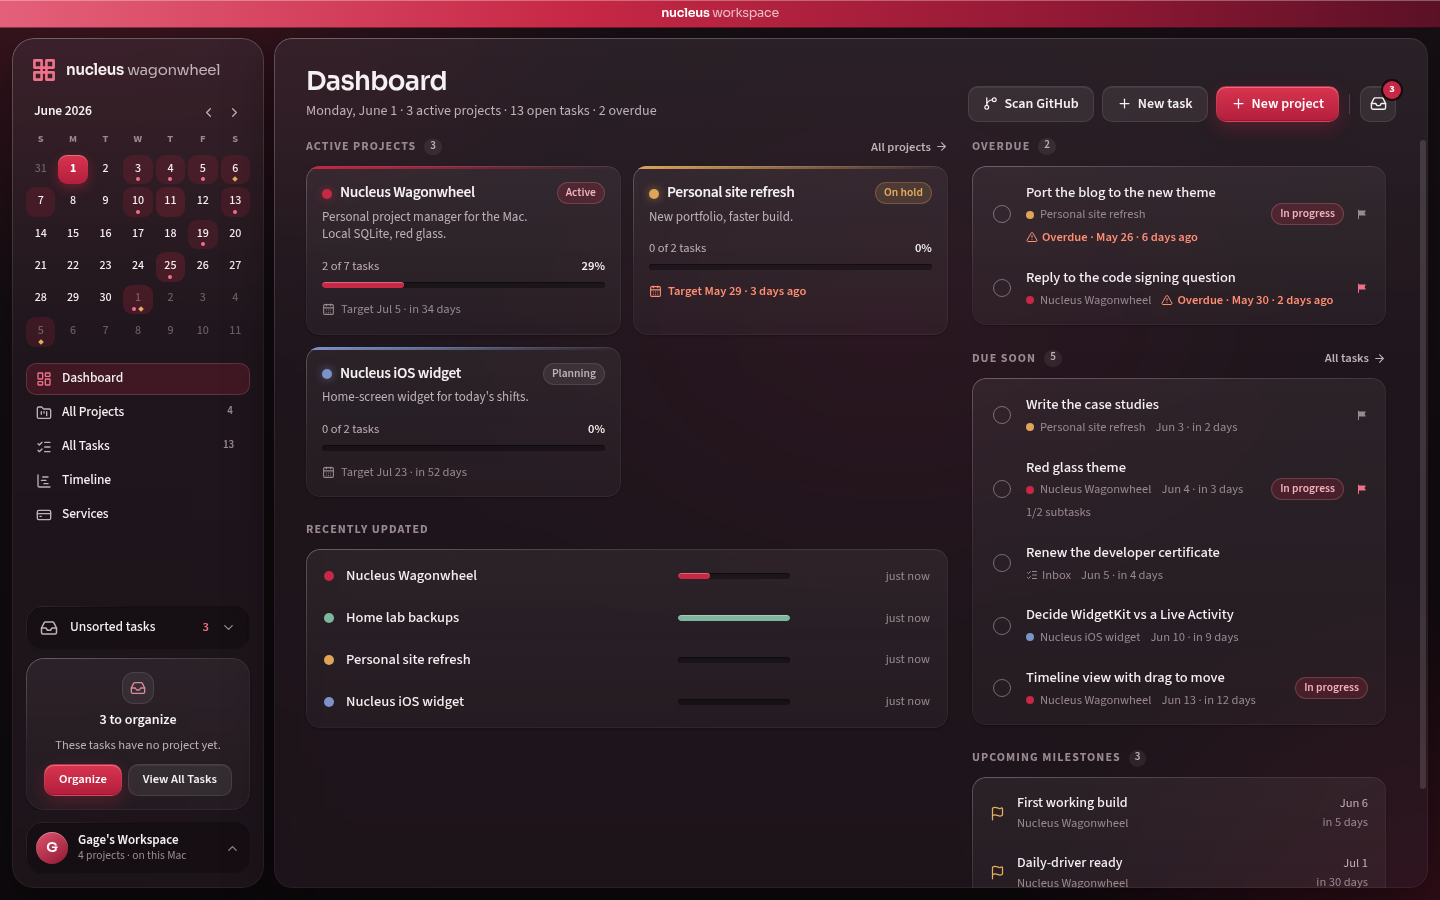 nucleus workspace
nucleus wagonwheel
June 2026
S M T W T F S
31 1 2 3 4 5 6
7 8 9 10 11 12 13
14 15 16 17 18 19 20
21 22 23 24 25 26 27
28 29 30 1 2 3 4
5 6 7 8 9 10 11
Dashboard
All Projects 4
All Tasks 13
Timeline
Services
Unsorted tasks 3
3 to organize
These tasks have no project yet.
Organize View All Tasks
G
Gage's Workspace
4 projects · on this Mac
Dashboard
Monday, June 1 · 3 active projects · 13 open tasks · 2 overdue
Scan GitHub
New task
New project
3
ACTIVE PROJECTS 3
All projects
Nucleus Wagonwheel Active
Personal project manager for the Mac.
Local SQLite, red glass.
2 of 7 tasks 29%
Target Jul 5 · in 34 days
Personal site refresh On hold
New portfolio, faster build.
0 of 2 tasks 0%
Target May 29 · 3 days ago
Nucleus iOS widget Planning
Home-screen widget for today's shifts.
0 of 2 tasks 0%
Target Jul 23 · in 52 days
RECENTLY UPDATED
Nucleus Wagonwheel just now
Home lab backups just now
Personal site refresh just now
Nucleus iOS widget just now
OVERDUE 2
Port the blog to the new theme
Personal site refresh In progress
Overdue · May 26 · 6 days ago
Reply to the code signing question
Nucleus Wagonwheel Overdue · May 30 · 2 days ago
DUE SOON 5
All tasks
Write the case studies
Personal site refresh Jun 3 · in 2 days
Red glass theme
Nucleus Wagonwheel Jun 4 · in 3 days In progress
1/2 subtasks
Renew the developer certificate
Inbox Jun 5 · in 4 days
Decide WidgetKit vs a Live Activity
Nucleus iOS widget Jun 10 · in 9 days
Timeline view with drag to move
Nucleus Wagonwheel Jun 13 · in 12 days In progress
UPCOMING MILESTONES 3
First working build Jun 6
Nucleus Wagonwheel in 5 days
Daily-driver ready Jul 1
Nucleus Wagonwheel in 30 days